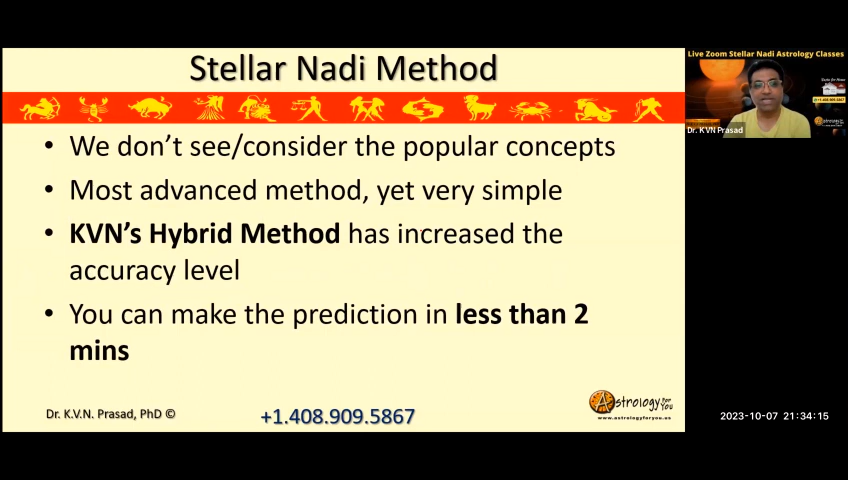 Stellar Nadi Method
• We don't see/consider the popular concepts
• Most advanced method, yet very simple
• KVN's Hybrid Method has increased the
accuracy level
• You can make the prediction in less than 2
mins
Dr. K.V.N. Prasad, PhD ©
+1.408.909.5867
Astrology For You
www.astrologyforyou.us
Live Zoom Stellar Nadi Astrology Classes
Dr. K V N Prasad
2023-10-07 21:34:15